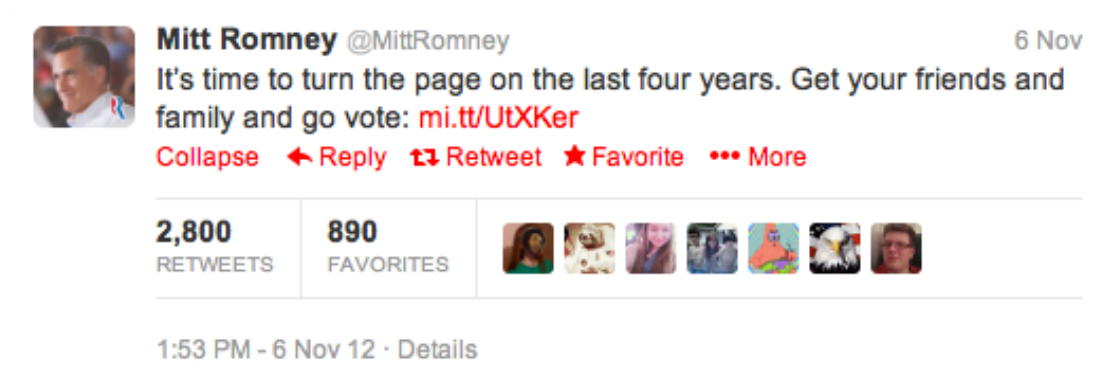 Mitt Romney @MittRomney 6 Nov
It's time to turn the page on the last four years. Get your friends and
family and go vote: mi.tt/UtXKer
Collapse Reply Retweet Favorite More
2,800 890
RETWEETS FAVORITES
1:53 PM - 6 Nov 12 · Details